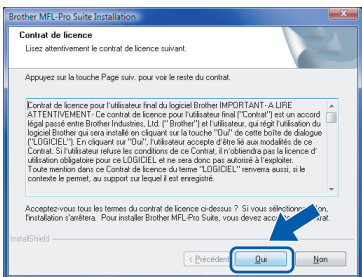 Brother MFL-Pro Suite Installation
Contrat de licence
Lisez attentivement le contrat de licence suivant.
Appuyez sur la touche Page suiv. pour voir le reste du contrat.
Contrat de licence pour l'utilisateur final du logiciel Brother IMPORTANT- A LIRE
ATTENTIVEMENT- Ce contrat de licence pour l'utilisateur final ("Contrat") est un accord
légal passé entre Brother Industries, Ltd. (" Brother") et l'utilisateur, qui régit l'utilisation du
logiciel Brother qui sera installé en cliquant sur la touche "Oui" de cette boîte de dialogue
("LOGICIEL"). En cliquant sur "Oui", l'utilisateur accepte d'être lié aux modalités de ce
Contrat. Si l'utilisateur refuse les conditions de ce Contrat, il n'obtiendra pas la licence d'
utilisation obligatoire pour ce LOGICIEL et ne sera donc pas autorisé à l'exploiter.
Toute mention dans ce Contrat de licence du terme "LOGICIEL" renverra aussi, si le
contexte le permet, au support sur lequel il est enregistré.
Acceptez-vous tous les termes du contrat de licence ci-dessus ? Si vous sélectionn on,
l'installation s'arrêtera. Pour installer Brother MFL-Pro Suite, vous devez acc rat.
InstallShield
< Précédent
Oui
Non